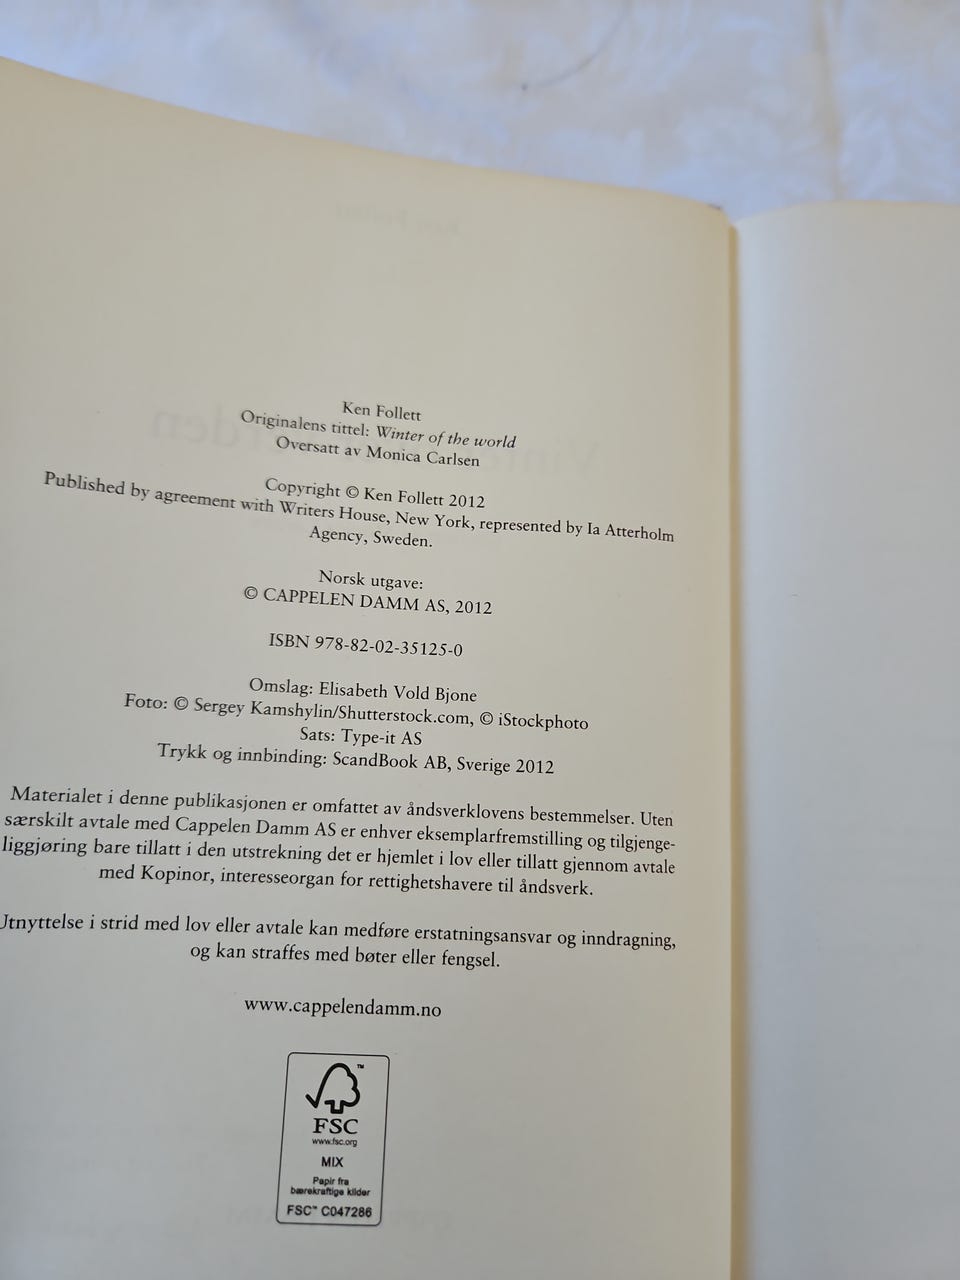 Ken Follett
Originalens tittel: Winter of the world
Oversatt av Monica Carlsen
Copyright © Ken Follett 2012
Published by agreement with Writers House, New York, represented by Ia Atterholm
Agency, Sweden.
Norsk utgave:
© CAPPELEN DAMM AS, 2012
ISBN 978-82-02-35125-0
Omslag: Elisabeth Vold Bjone
Foto: © Sergey Kamshylin/Shutterstock.com, © iStockphoto
Sats: Type-it AS
Trykk og innbinding: ScandBook AB, Sverige 2012
Materialet i denne publikasjonen er omfattet av åndsverklovens bestemmelser. Uten
særskilt avtale med Cappelen Damm AS er enhver eksemplarfremstilling og tilgjenge-
liggjøring bare tillatt i den utstrekning det er hjemlet i lov eller tillatt gjennom avtale
med Kopinor, interesseorgan for rettighetshavere til åndsverk.
Utnyttelse i strid med lov eller avtale kan medføre erstatningsansvar og inndragning,
og kan straffes med bøter eller fengsel.
www.cappelendamm.no
™
FSC
www.fsc.org
MIX
Papir fra
bærekraftige kilder
FSC™ C047286